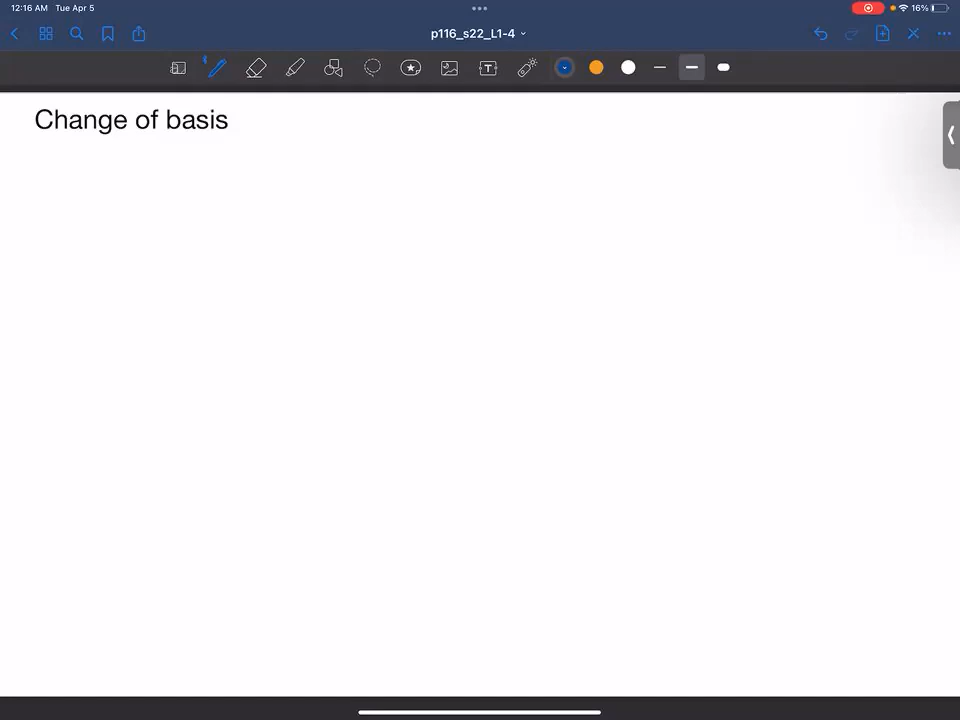 12:16 AM Tue Apr 5
16%
p116_s22_L1-4
T
Change of basis